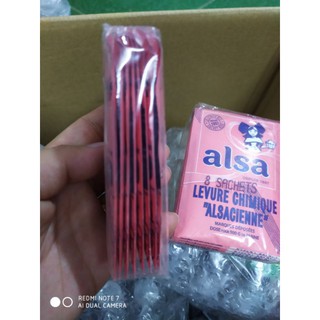 alsa
8 SACHETS
LEVURE CHIMIQUE
"ALSACIENNE"
REDMI NOTE 7
AI DUAL CAMERA